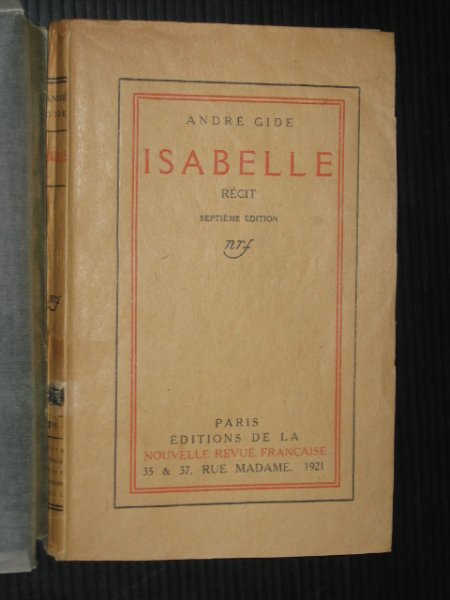 ANDRÉ GIDE
ISABELLE
RÉCIT
SEPTIÈME ÉDITION
nrf
PARIS
ÉDITIONS DE LA
NOUVELLE REVUE FRANÇAISE
35 & 37, RUE MADAME. 1921